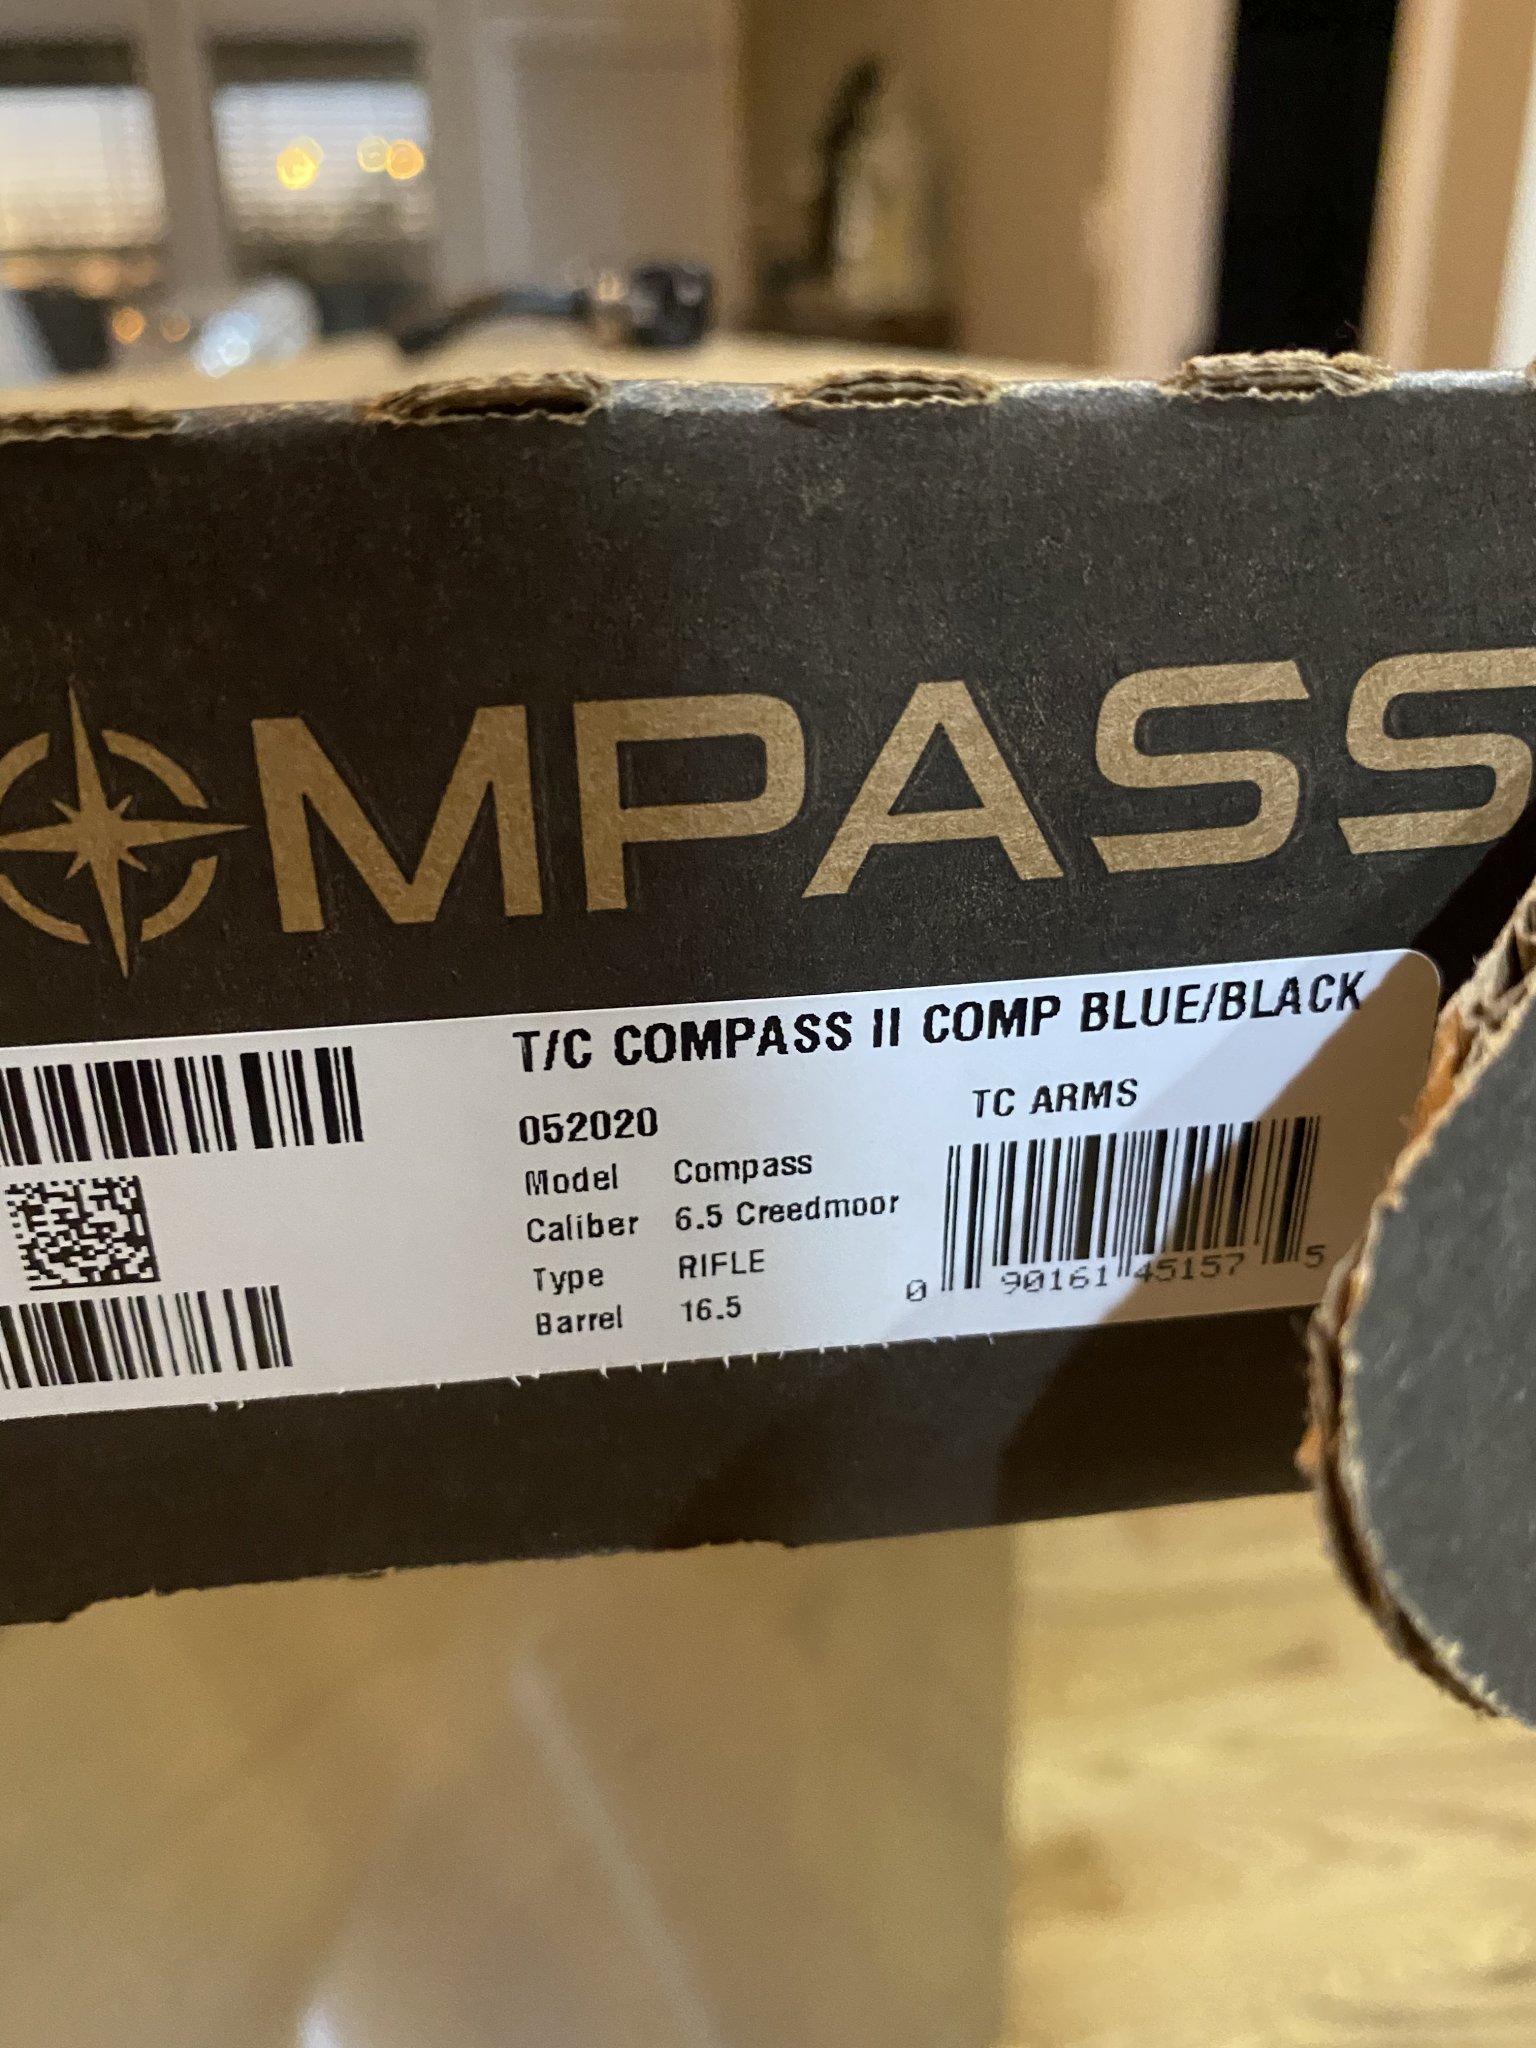 COMPASS
T/C COMPASS II COMP BLUE/BLACK
052020
TC ARMS
Model Compass
Caliber 6.5 Creedmoor
Type RIFLE
Barrel 16.5
0 90161 45157 5